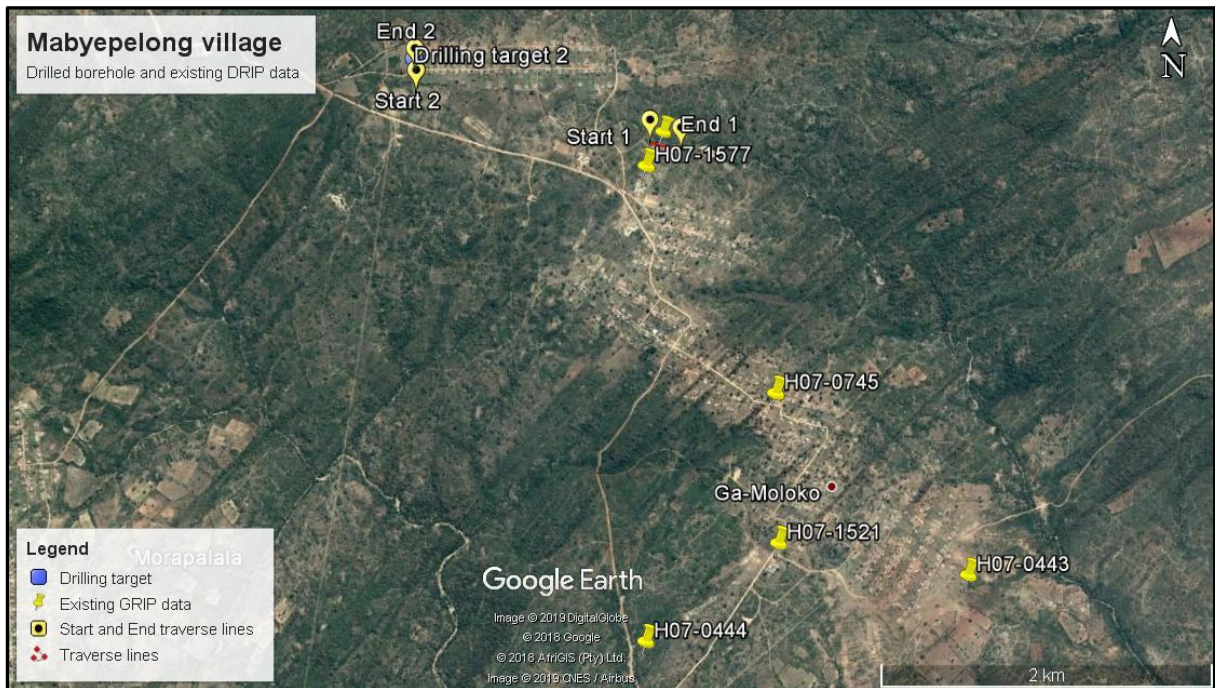 Mabyepelong village
Drilled borehole and existing DRIP data
N
End 2
Drilling target 2
Start 2
Start 1
End 1
H07-1577
H07-0745
Ga-Moloko
H07-1521
H07-0443
H07-0444
Morapalala
Legend
Drilling target
Existing GRIP data
Start and End traverse lines
Traverse lines
Google Earth
Image © 2019 DigitalGlobe
© 2018 Google
© 2018 AfriGIS (Pty) Ltd.
Image © 2019 CNES / Airbus
2 km